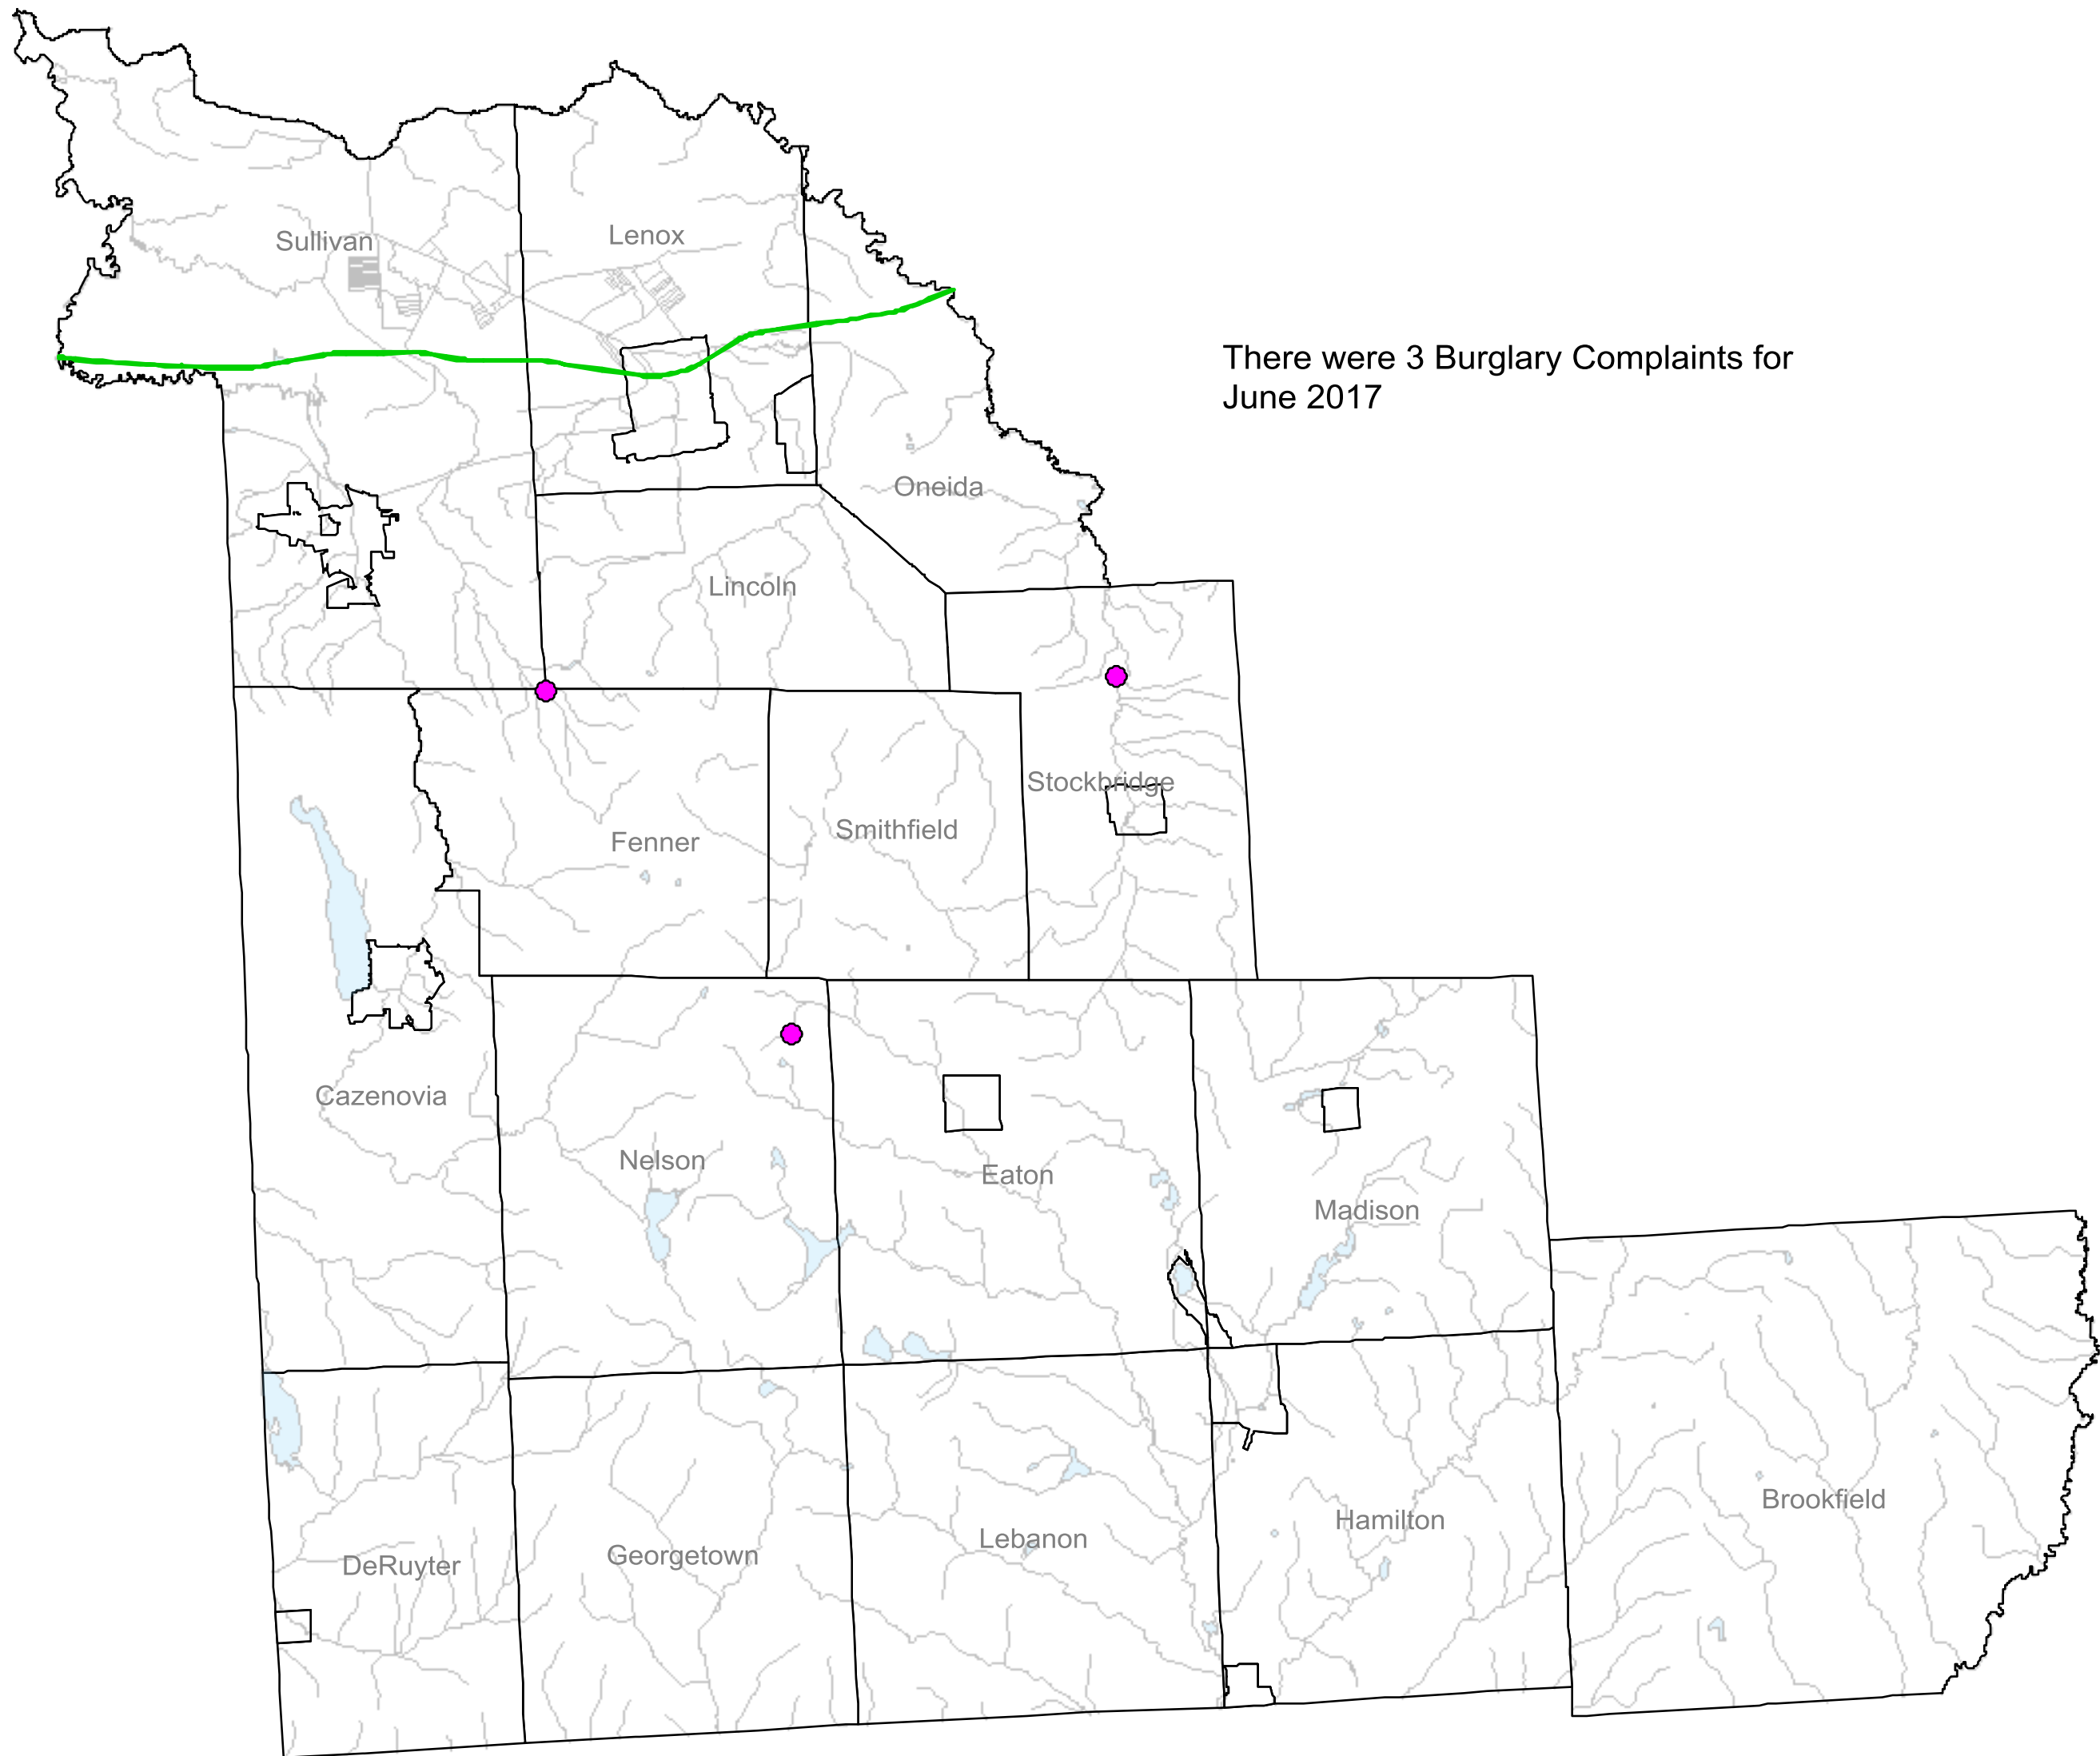 Sullivan
Lenox
There were 3 Burglary Complaints for
June 2017
Oneida
Lincoln
Stockbridge
Smithfield
Fenner
Cazenovia
Nelson
Eaton
Madison
Brookfield
Hamilton
Lebanon
Georgetown
DeRuyter